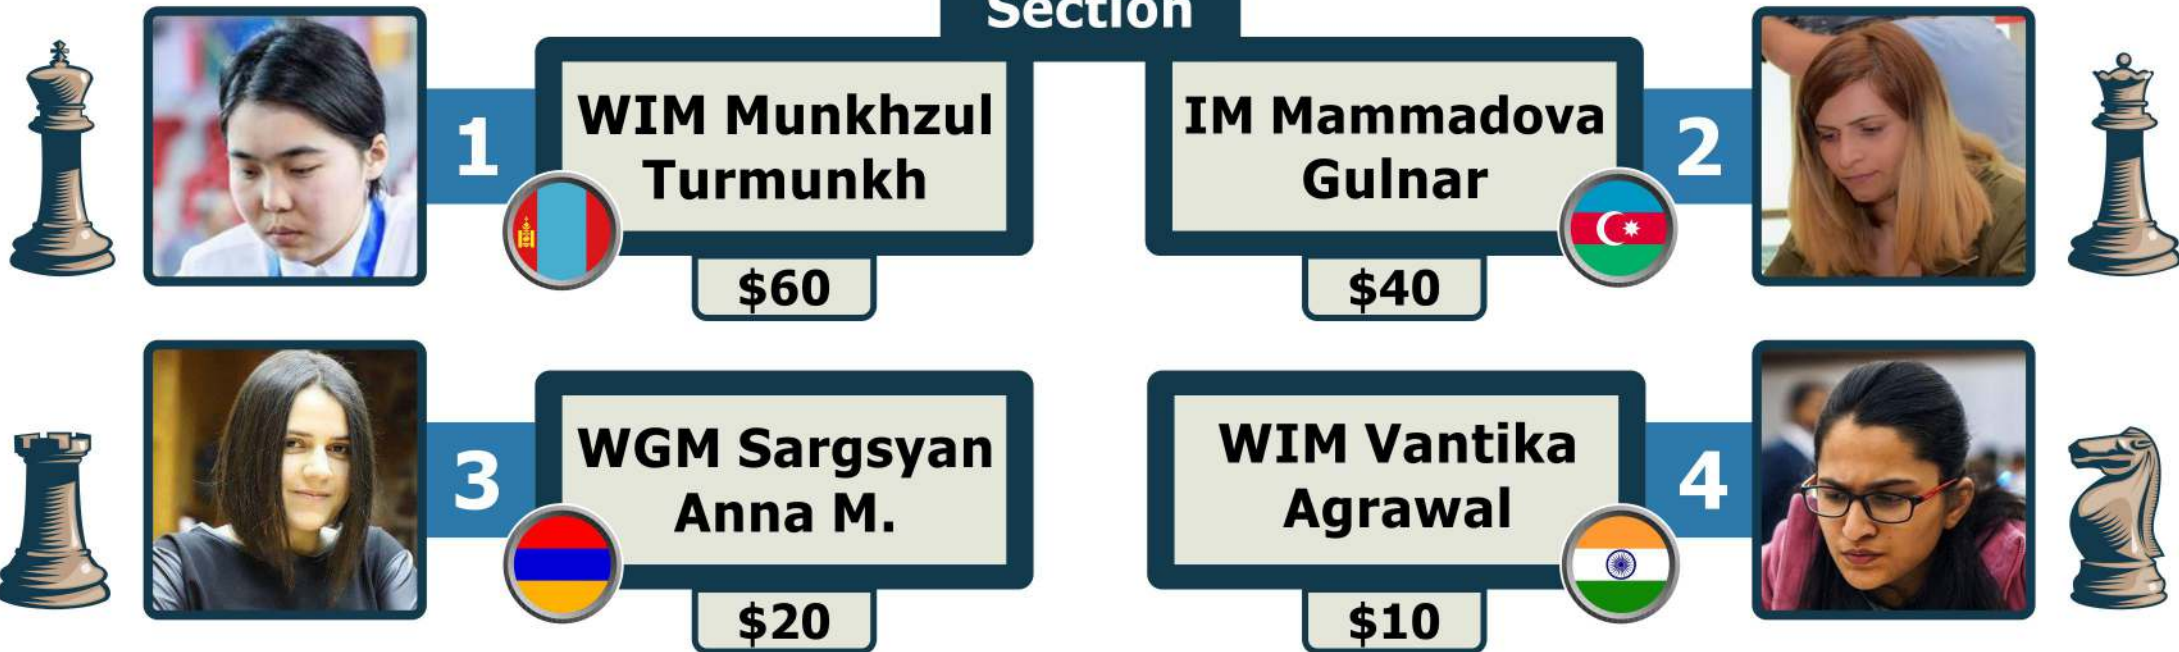 Section
1
WIM Munkhzul
Turmunkh
$60
IM Mammadova
Gulnar
2
$40
3
WGM Sargsyan
Anna M.
$20
WIM Vantika
Agrawal
4
$10